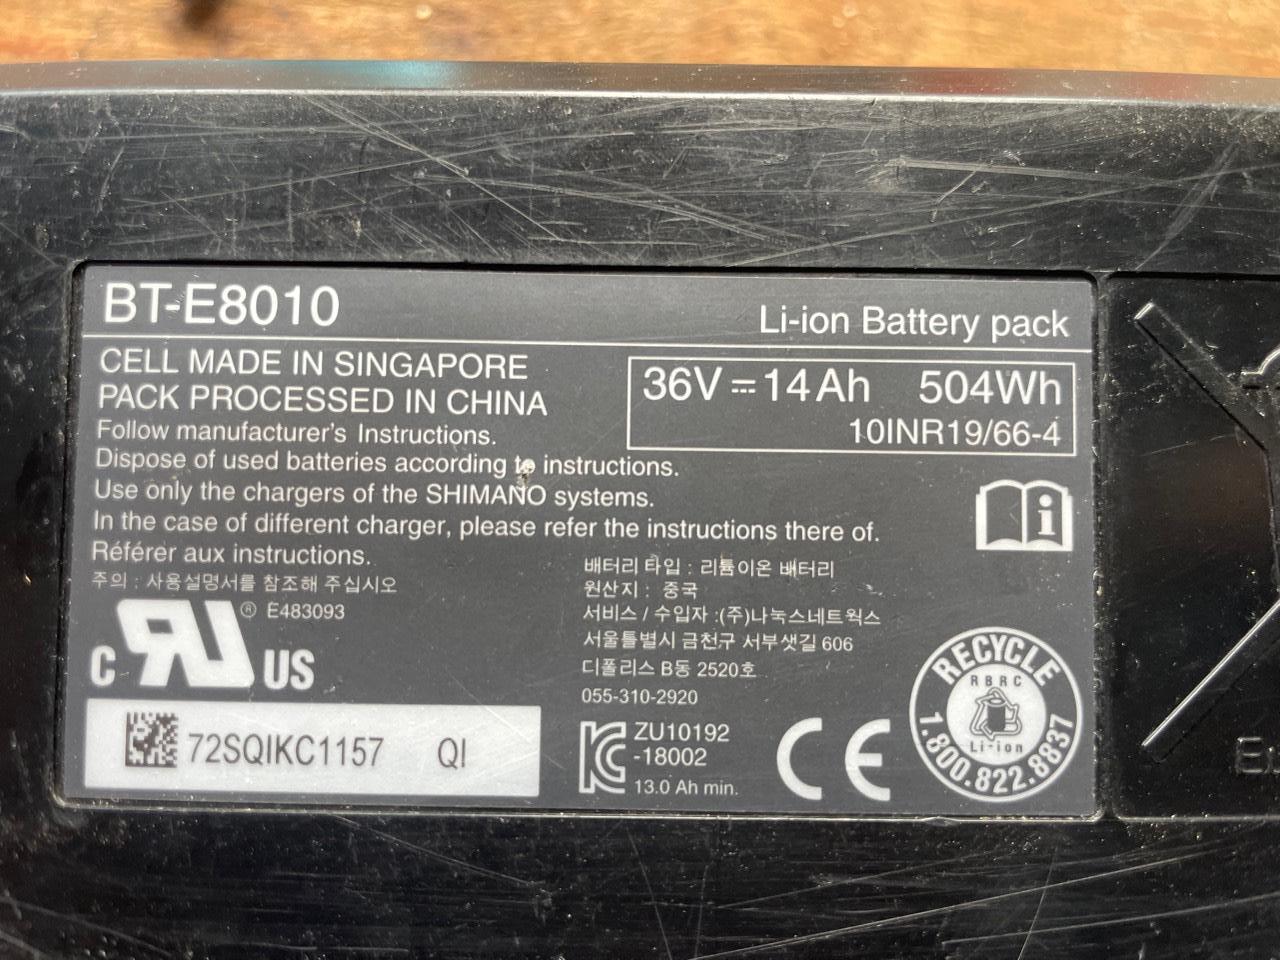 BT-E8010
Li-ion Battery pack
CELL MADE IN SINGAPORE
PACK PROCESSED IN CHINA
36V⎓14Ah 504Wh
10INR19/66-4
Follow manufacturer's Instructions.
Dispose of used batteries according to instructions.
Use only the chargers of the SHIMANO systems.
In the case of different charger, please refer the instructions there of.
Référer aux instructions.
주의 : 사용설명서를 참조해 주십시오
® E483093
c RU US
72SQIKC1157 QI
배터리 타입 : 리튬이온 배터리
원산지 : 중국
서비스 / 수입자 :(주)나눅스네트웍스
서울특별시 금천구 서부샛길 606
디폴리스 B동 2520호
055-310-2920
KC
ZU10192
-18002
13.0 Ah min.
CE
RECYCLE
RBRC
Li-ion
1.800.822.8837